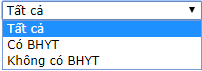 Tất cả
Tất cả
Có BHYT
Không có BHYT